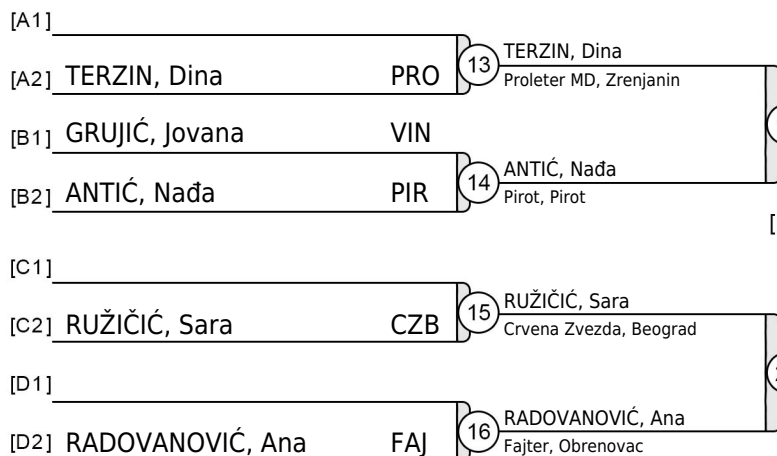 [A1]
[A2] TERZIN, Dina PRO
13
TERZIN, Dina
Proleter MD, Zrenjanin
[B1] GRUJIĆ, Jovana VIN
[B2] ANTIĆ, Nađa PIR
14
ANTIĆ, Nađa
Pirot, Pirot
[
[C1]
[C2] RUŽIČIĆ, Sara CZB
15
RUŽIČIĆ, Sara
Crvena Zvezda, Beograd
[D1]
[D2] RADOVANOVIĆ, Ana FAJ
16
RADOVANOVIĆ, Ana
Fajter, Obrenovac